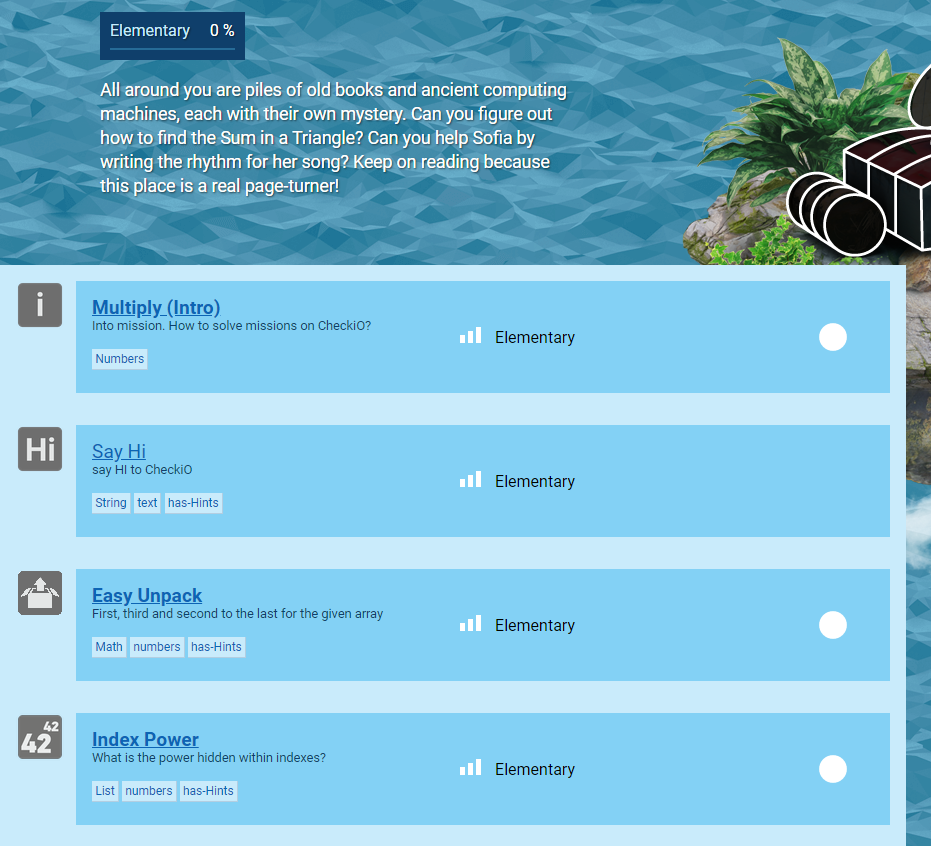 Elementary 0 %
All around you are piles of old books and ancient computing
machines, each with their own mystery. Can you figure out
how to find the Sum in a Triangle? Can you help Sofia by
writing the rhythm for her song? Keep on reading because
this place is a real page-turner!
i
Multiply (Intro)
Into mission. How to solve missions on CheckiO?
Elementary
Numbers
Hi
Say Hi
say HI to CheckiO
Elementary
String text has-Hints
Easy Unpack
First, third and second to the last for the given array
Elementary
Math numbers has-Hints
42 42
Index Power
What is the power hidden within indexes?
Elementary
List numbers has-Hints